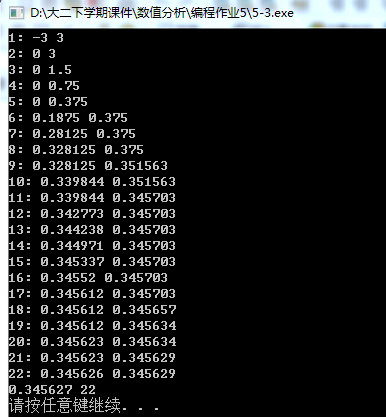 D:\大二下学期课件\数值分析\编程作业5\5-3.exe
1: -3 3
2: 0 3
3: 0 1.5
4: 0 0.75
5: 0 0.375
6: 0.1875 0.375
7: 0.28125 0.375
8: 0.328125 0.375
9: 0.328125 0.351563
10: 0.339844 0.351563
11: 0.339844 0.345703
12: 0.342773 0.345703
13: 0.344238 0.345703
14: 0.344971 0.345703
15: 0.345337 0.345703
16: 0.34552 0.345703
17: 0.345612 0.345703
18: 0.345612 0.345657
19: 0.345612 0.345634
20: 0.345623 0.345634
21: 0.345623 0.345629
22: 0.345626 0.345629
0.345627 22
请按任意键继续. . .